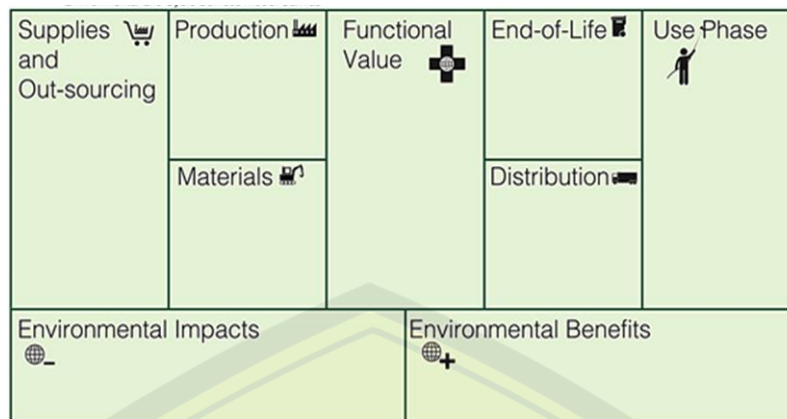 Supplies
and
Out-sourcing
Production
Functional
Value
End-of-Life
Use Phase
Materials
Distribution
Environmental Impacts
Environmental Benefits